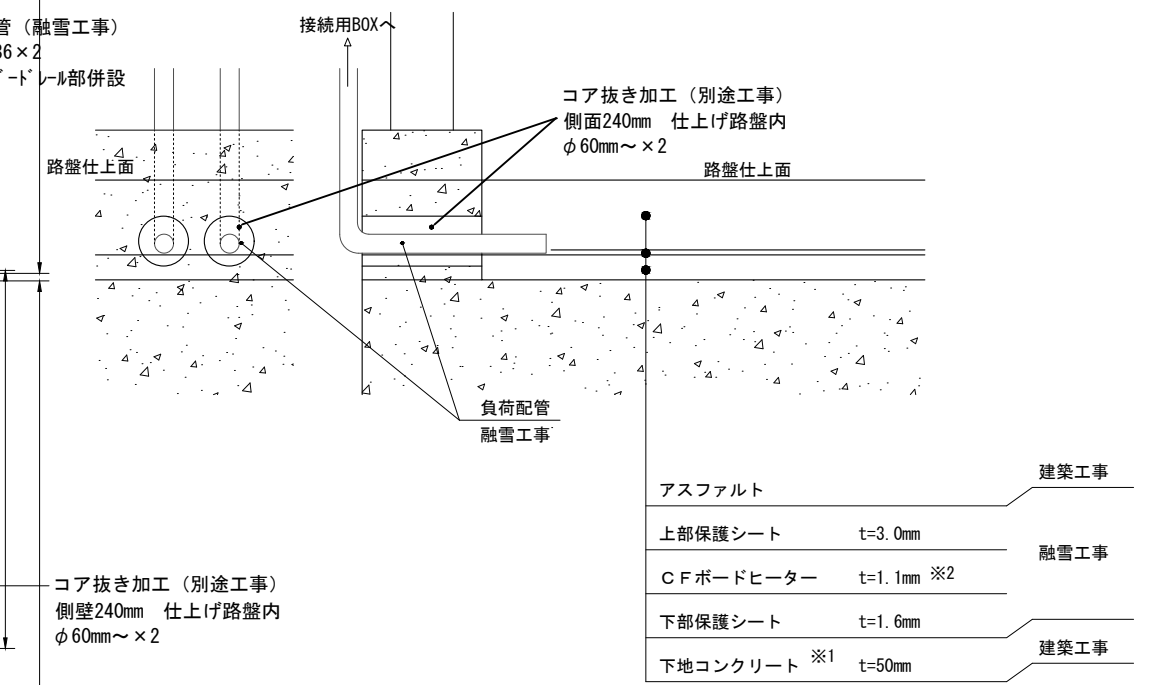 管（融雪工事）
36×2
ｶﾞｰﾄﾞﾚｰﾙ部併設
接続用BOXへ
コア抜き加工（別途工事）
側面240mm　仕上げ路盤内
φ60mm～×2
路盤仕上面
路盤仕上面
負荷配管
融雪工事
アスファルト
建築工事
上部保護シート　t=3.0mm
融雪工事
ＣＦボードヒーター　t=1.1mm ※2
下部保護シート　t=1.6mm
建築工事
下地コンクリート ※1　t=50mm
コア抜き加工（別途工事）
側壁240mm　仕上げ路盤内
φ60mm～×2